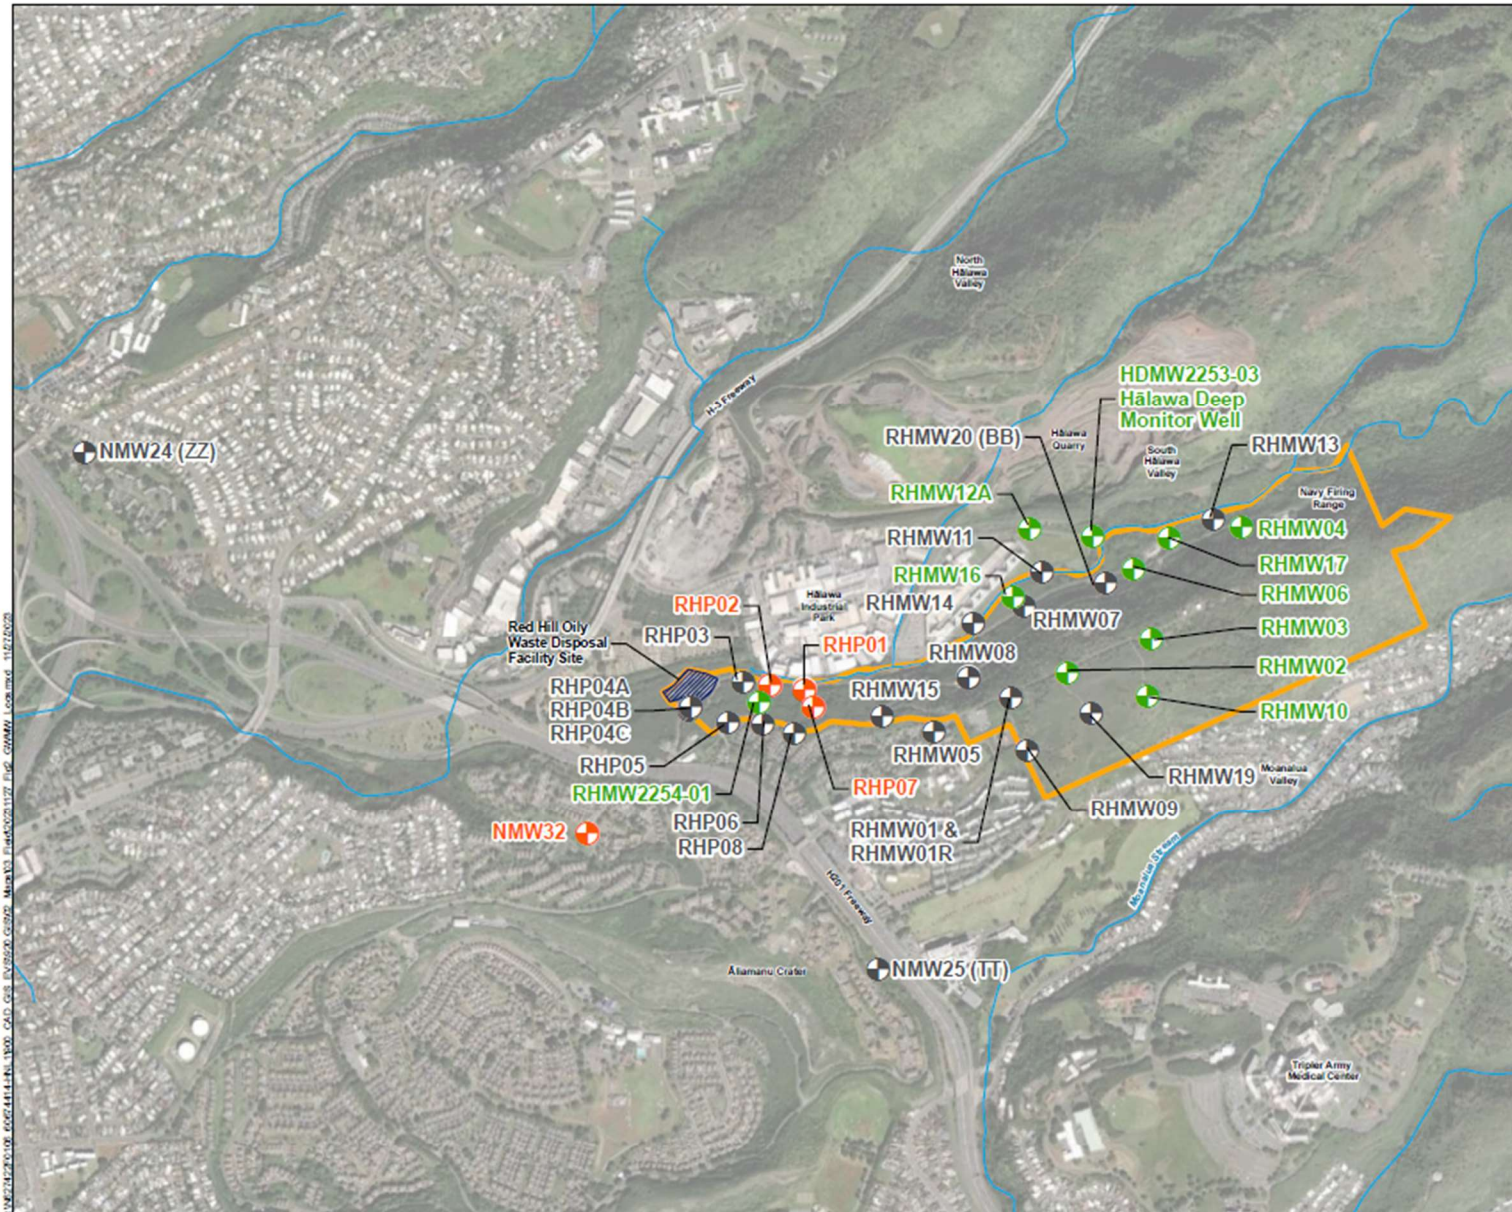 North
Hālawa
Valley
H-3 Freeway
HDMW2253-03
Hālawa Deep
Monitor Well
RHMW20 (BB)
Hālawa
Quarry
RHMW13
NMW24 (ZZ)
South
Hālawa
Valley
RHMW12A
Navy Firing
Range
RHMW04
RHMW11
RHMW17
RHMW16
RHMW06
Hālawa
Industrial
Park
RHP02
RHMW14
RHMW07
RHMW03
Red Hill Oily
Waste Disposal
Facility Site
RHP03
RHP01
RHMW08
RHMW02
RHP04A
RHP04B
RHP04C
RHMW15
RHMW10
RHMW05
RHP05
RHMW19
Moanalua
Valley
RHMW2254-01
RHP07
RHMW09
NMW32
RHP06
RHP08
RHMW01 &
RHMW01R
H201 Freeway
Moanalua Stream
Āliamanu Crater
NMW25 (TT)
Tripler Army
Medical Center